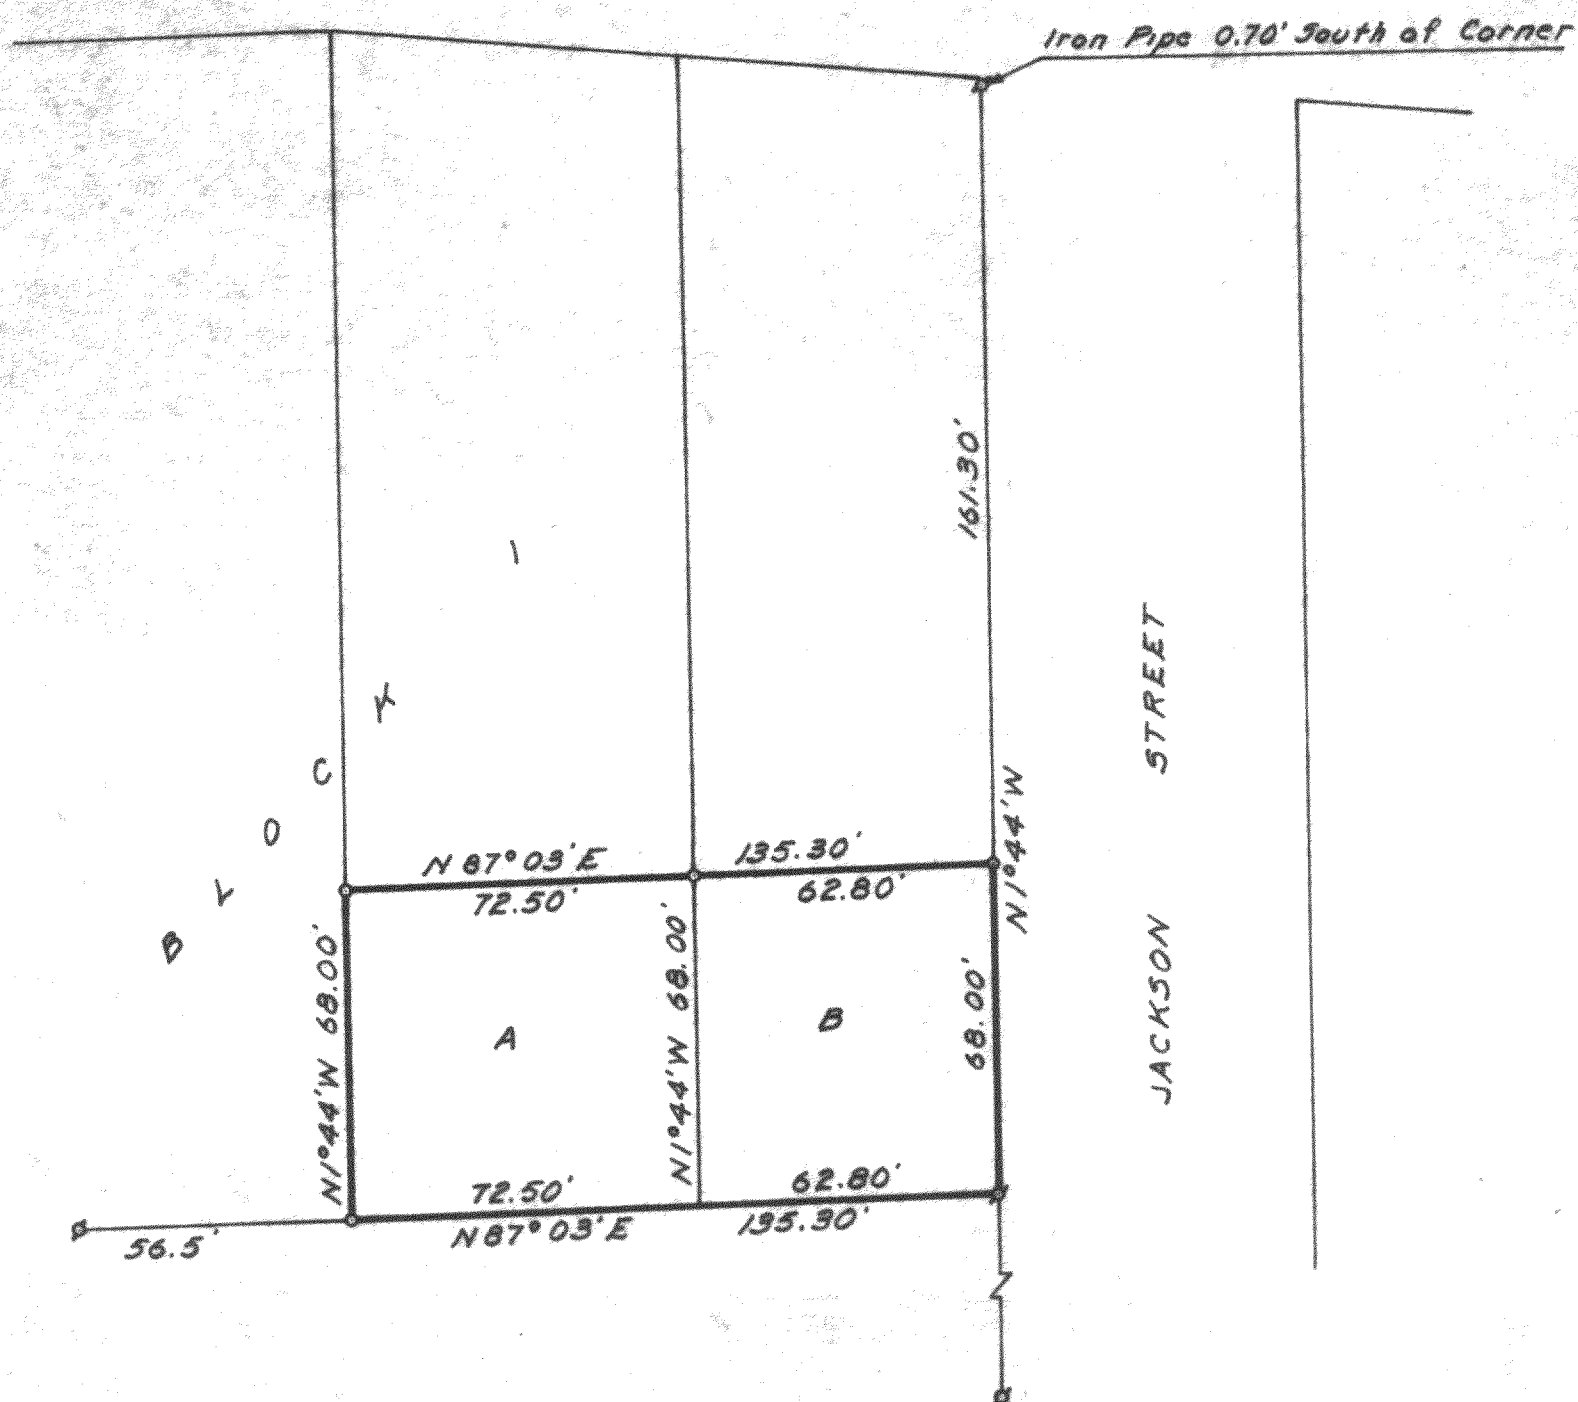 Iron Pipe 0.70' South of Corner
161.30'
1
BLOCK
STREET
JACKSON
N 1°44'W
N 87°03'E 135.30'
72.50' 62.80'
N 1°44'W 68.00'
N 1°44'W 68.00'
68.00'
A
B
72.50' 62.80'
N 87°03'E 135.30'
56.5'